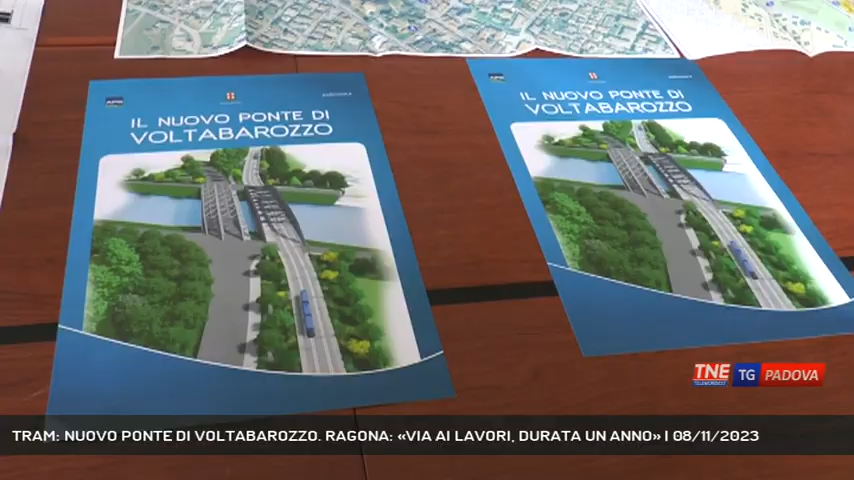 IL NUOVO PONTE DI
VOLTABAROZZO
IL NUOVO PONTE DI
VOLTABAROZZO
TNE
TELENORDEST
TG
PADOVA
TRAM: NUOVO PONTE DI VOLTABAROZZO. RAGONA: «VIA AI LAVORI, DURATA UN ANNO» | 08/11/2023